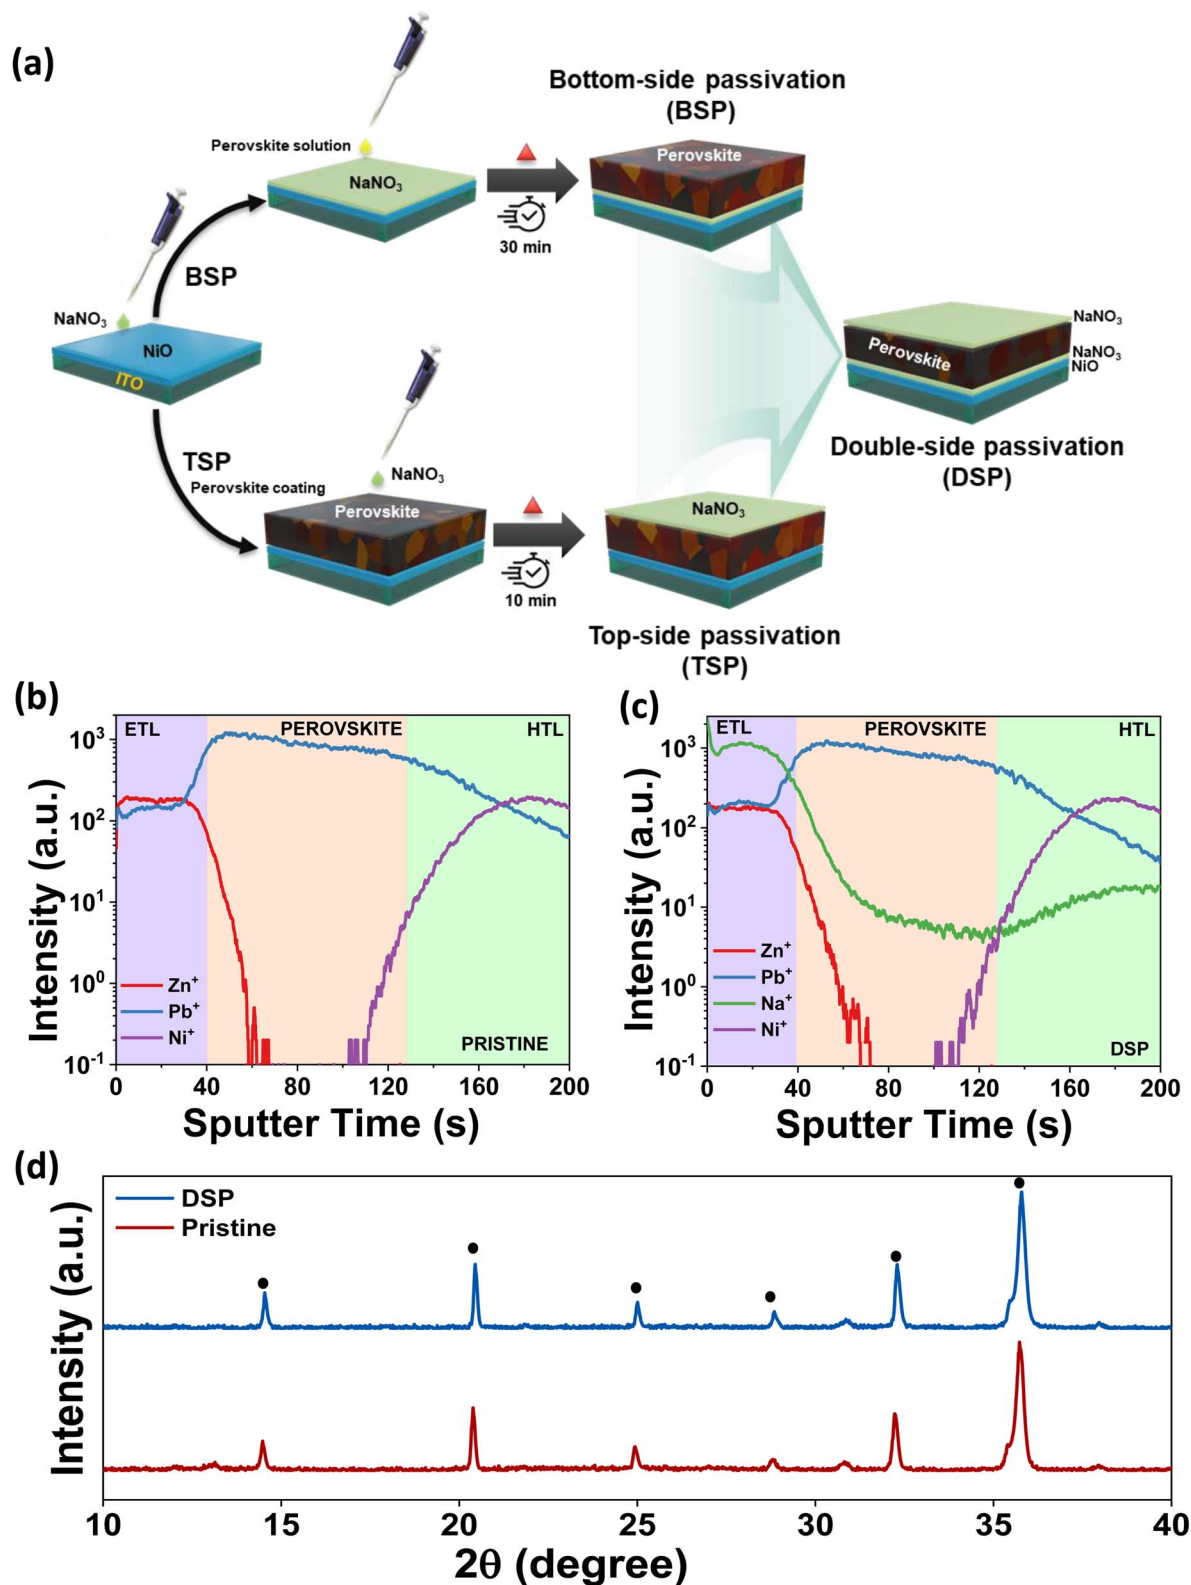 (a)
Bottom-side passivation
(BSP)
Perovskite solution
NaNO3
Perovskite
30 min
BSP
NaNO3
NiO
ITO
NaNO3
Perovskite
NaNO3
NiO
Double-side passivation
(DSP)
TSP
Perovskite coating
NaNO3
Perovskite
NaNO3
10 min
Top-side passivation
(TSP)
(b)
ETL PEROVSKITE HTL
10^3
10^2
10^1
10^0
10^-1
Intensity (a.u.)
Zn+
Pb+
Ni+
PRISTINE
0 40 80 120 160 200
Sputter Time (s)
(c)
ETL PEROVSKITE HTL
10^3
10^2
10^1
10^0
10^-1
Intensity (a.u.)
Zn+
Pb+
Na+
Ni+
DSP
0 40 80 120 160 200
Sputter Time (s)
(d)
DSP
Pristine
Intensity (a.u.)
10 15 20 25 30 35 40
2θ (degree)